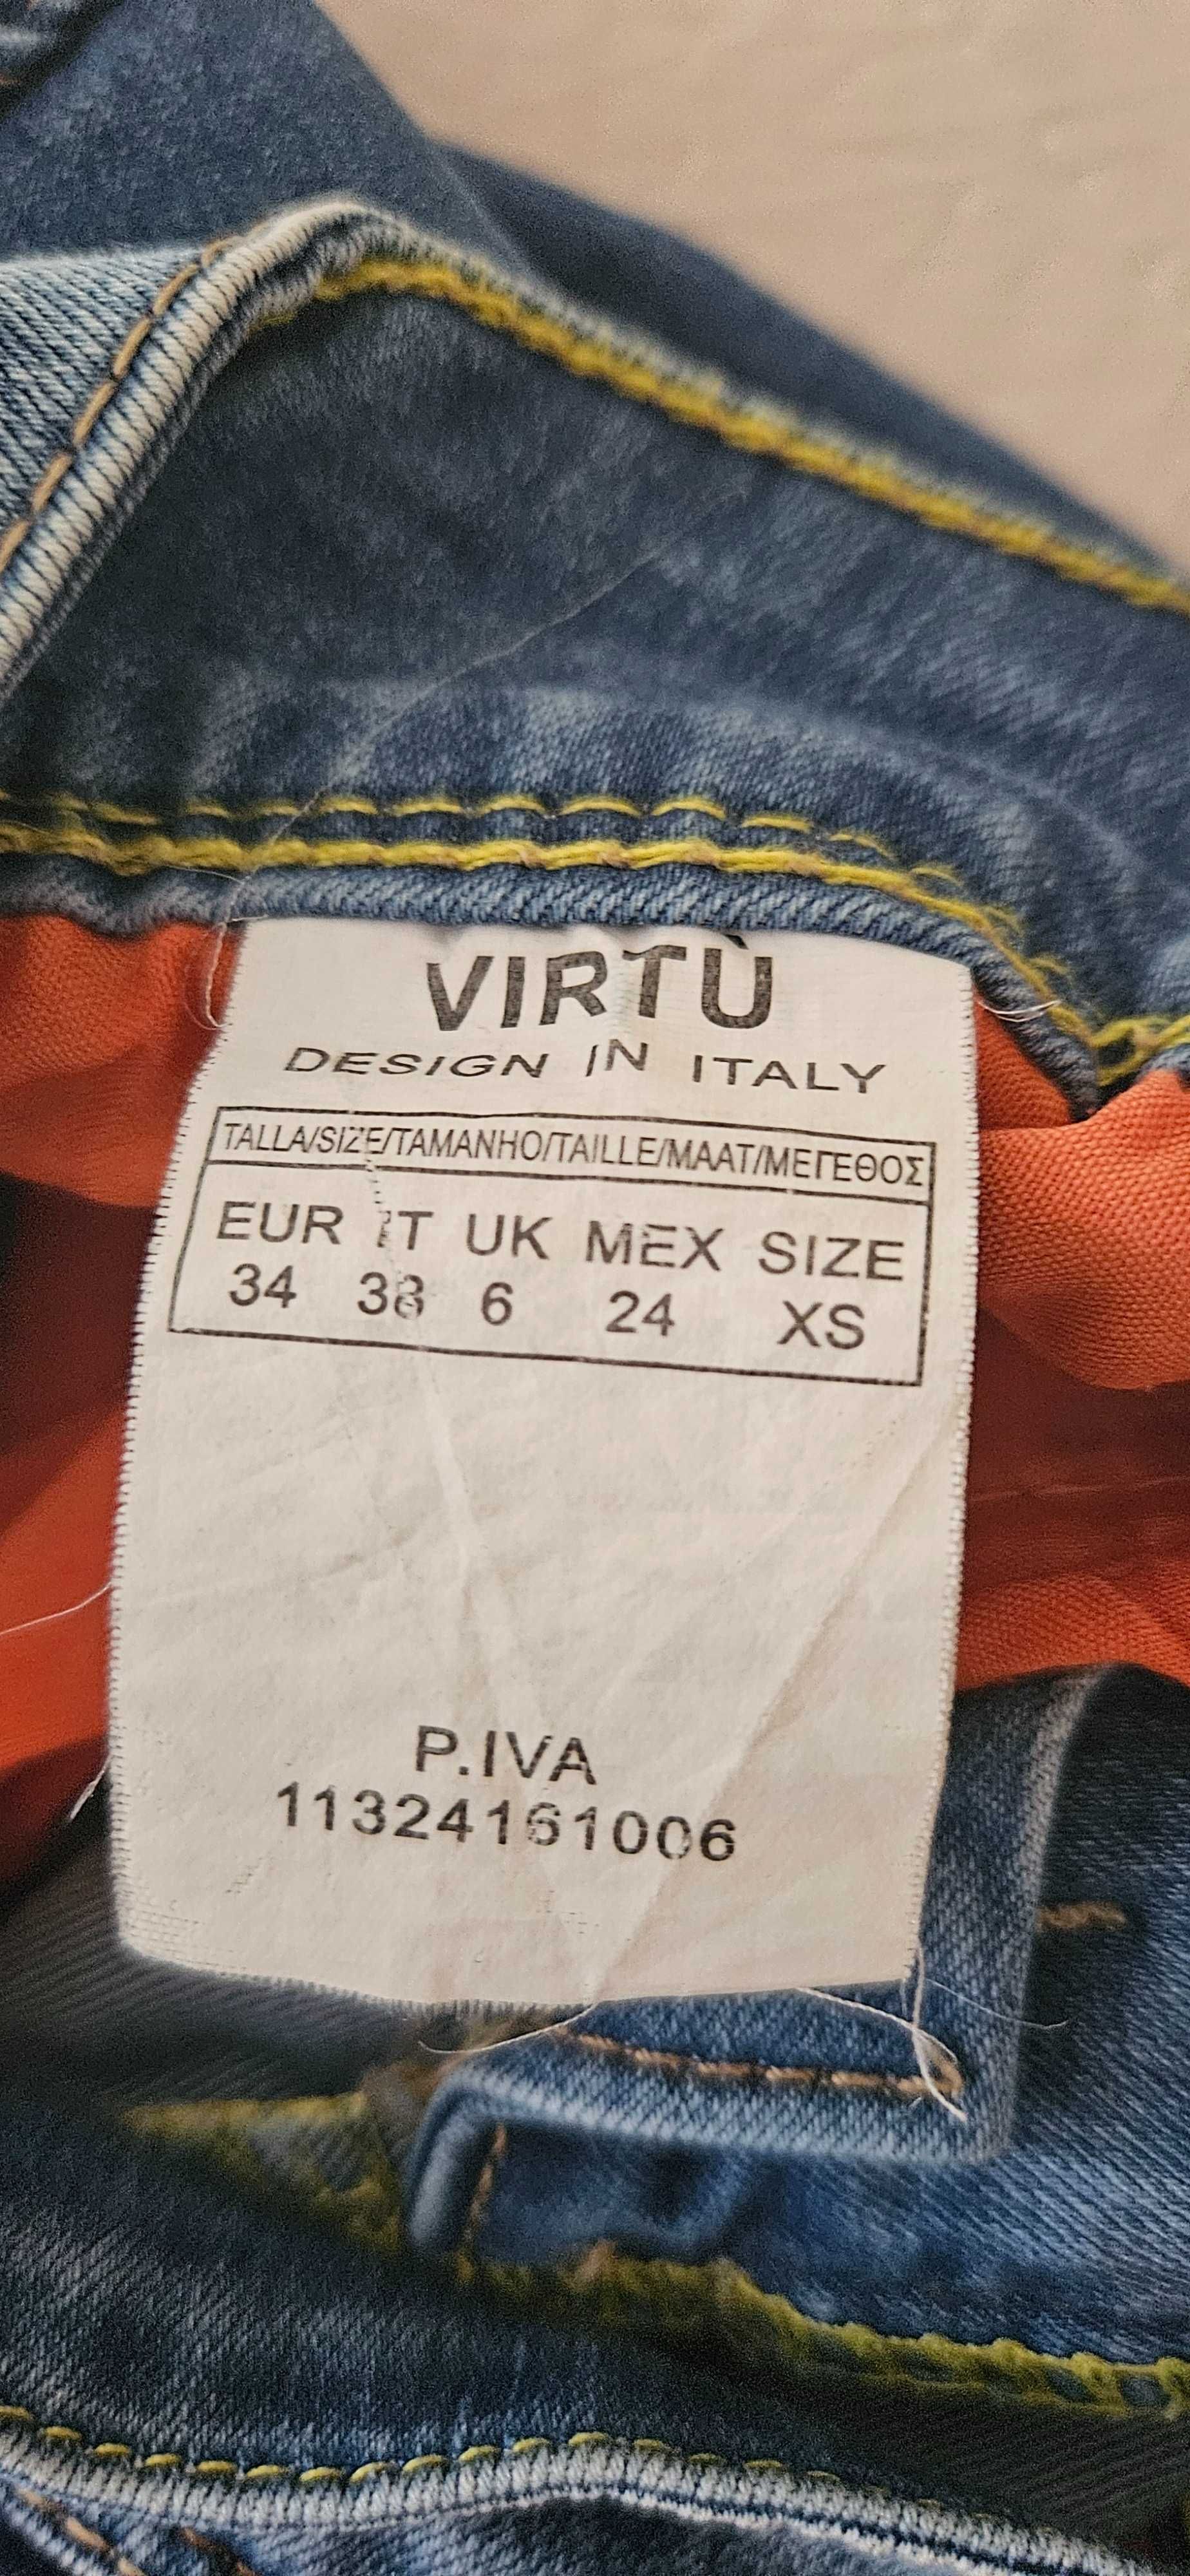 VIRTÙ
DESIGN IN ITALY
TALLA/SIZE/TAMANHO/TAILLE/MAAT/ΜΕΓΕΘΟΣ
EUR IT UK MEX SIZE
34 38 6 24 XS
P.IVA
11324161006